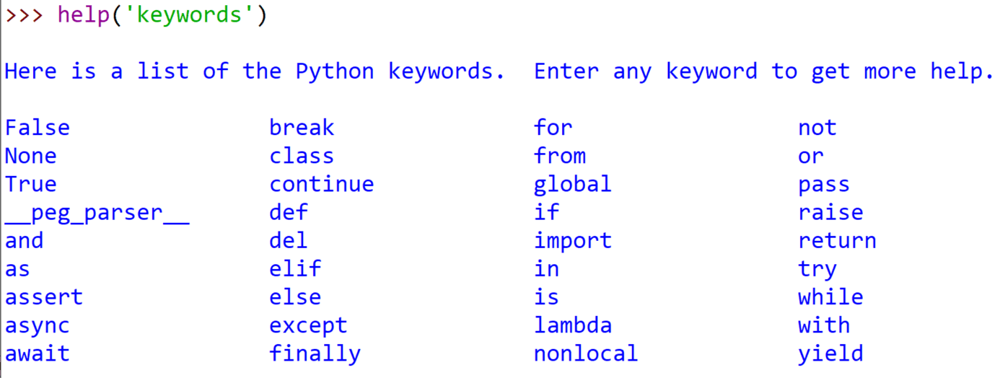 >>> help('keywords')
Here is a list of the Python keywords.  Enter any keyword to get more help.
False               break               for                 not
None                class               from                or
True                continue            global              pass
__peg_parser__      def                 if                  raise
and                 del                 import              return
as                  elif                in                  try
assert              else                is                  while
async               except              lambda              with
await               finally             nonlocal            yield